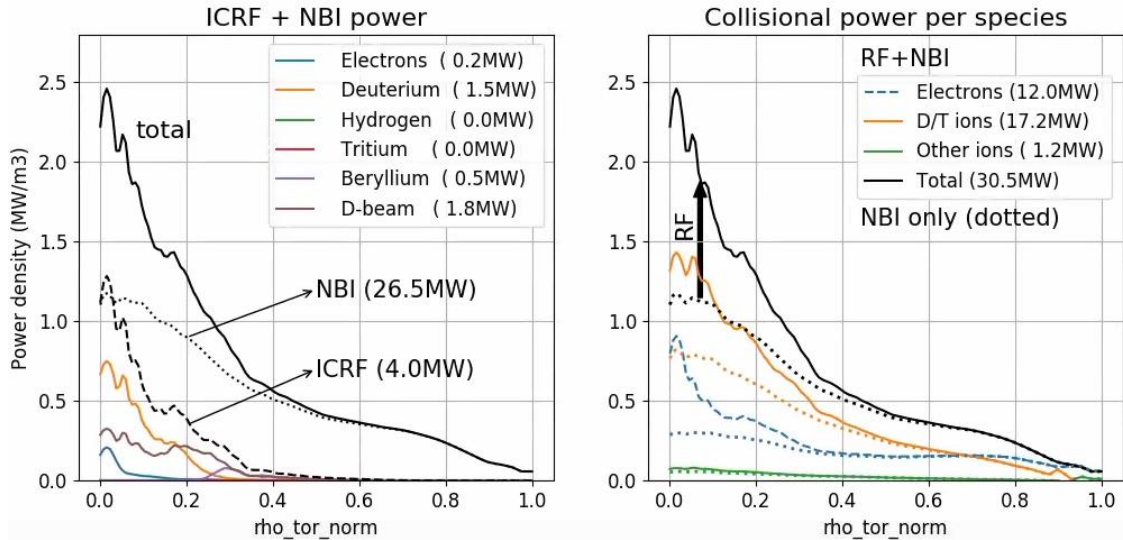 ICRF + NBI power
Power density (MW/m3)
2.5
2.0
1.5
1.0
0.5
0.0
0.0 0.2 0.4 0.6 0.8 1.0
rho_tor_norm
Electrons ( 0.2MW)
Deuterium ( 1.5MW)
Hydrogen ( 0.0MW)
Tritium ( 0.0MW)
Beryllium ( 0.5MW)
D-beam ( 1.8MW)
total
NBI (26.5MW)
ICRF (4.0MW)
Collisional power per species
2.5
2.0
1.5
1.0
0.5
0.0
0.0 0.2 0.4 0.6 0.8 1.0
rho_tor_norm
RF+NBI
Electrons (12.0MW)
D/T ions (17.2MW)
Other ions ( 1.2MW)
Total (30.5MW)
NBI only (dotted)
RF